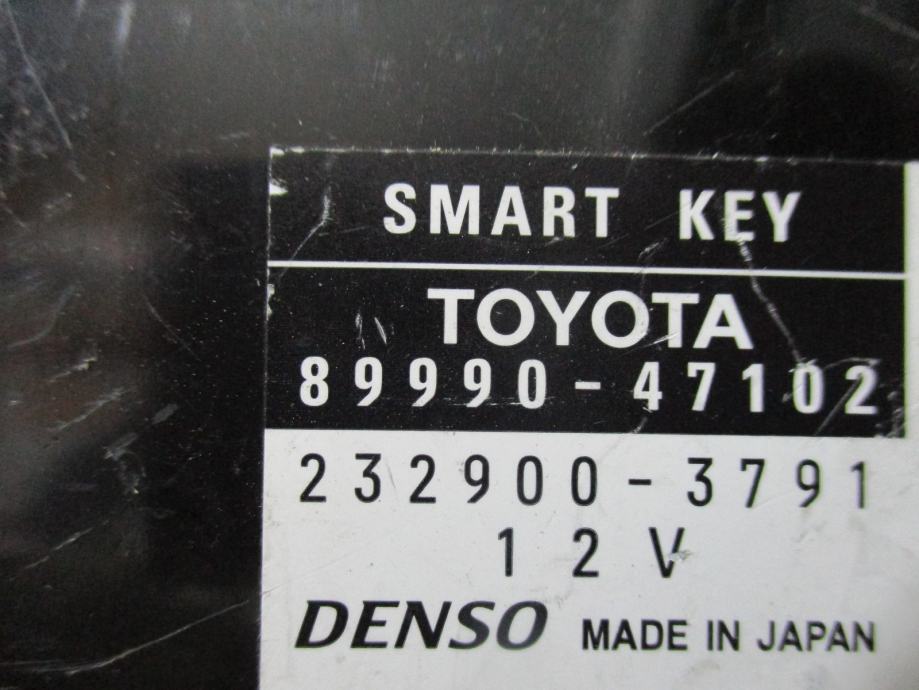 SMART KEY
TOYOTA
89990-47102
232900-3791
12V
DENSO MADE IN JAPAN